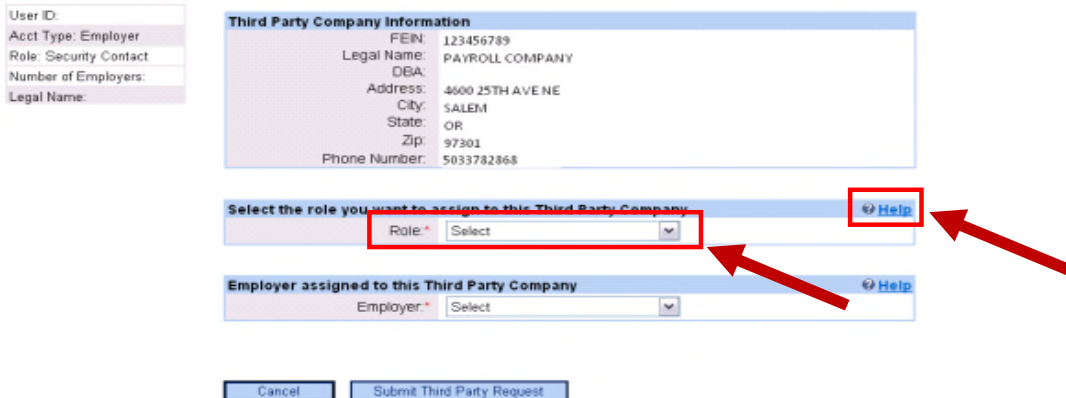 User ID:
Acct Type: Employer
Role: Security Contact
Number of Employers:
Legal Name:
Third Party Company Information
FEIN: 123456789
Legal Name: PAYROLL COMPANY
DBA:
Address: 4600 25TH AVE NE
City: SALEM
State: OR
Zip: 97301
Phone Number: 5033782868
Select the role you want to assign to this Third Party Company Help
Role:* Select
Employer assigned to this Third Party Company Help
Employer:* Select
Cancel Submit Third Party Request